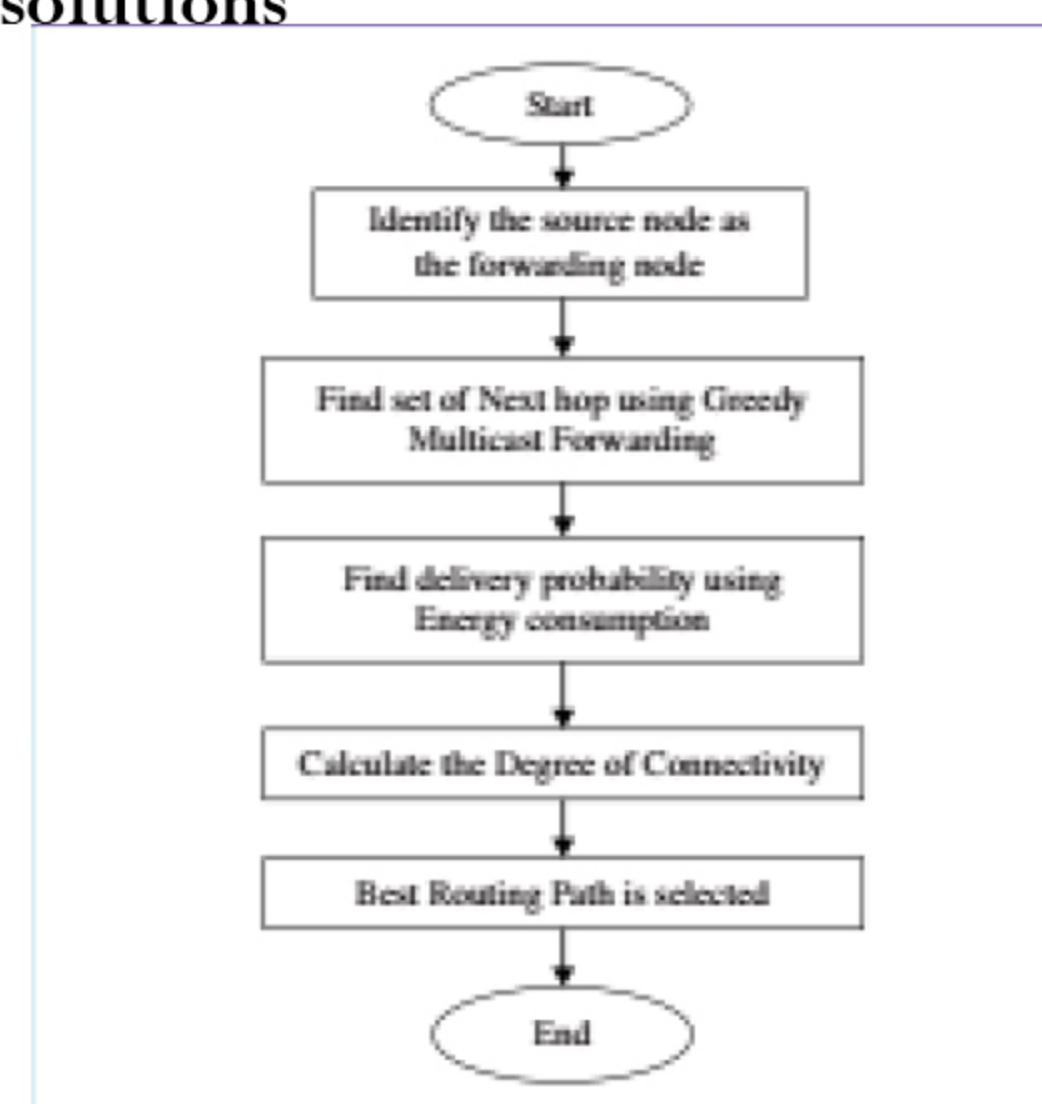 solutions
Start
Identify the source node as
the forwarding node
Find set of Next hop using Greedy
Multicast Forwarding
Find delivery probability using
Energy consumption
Calculate the Degree of Connectivity
Best Routing Path is selected
End